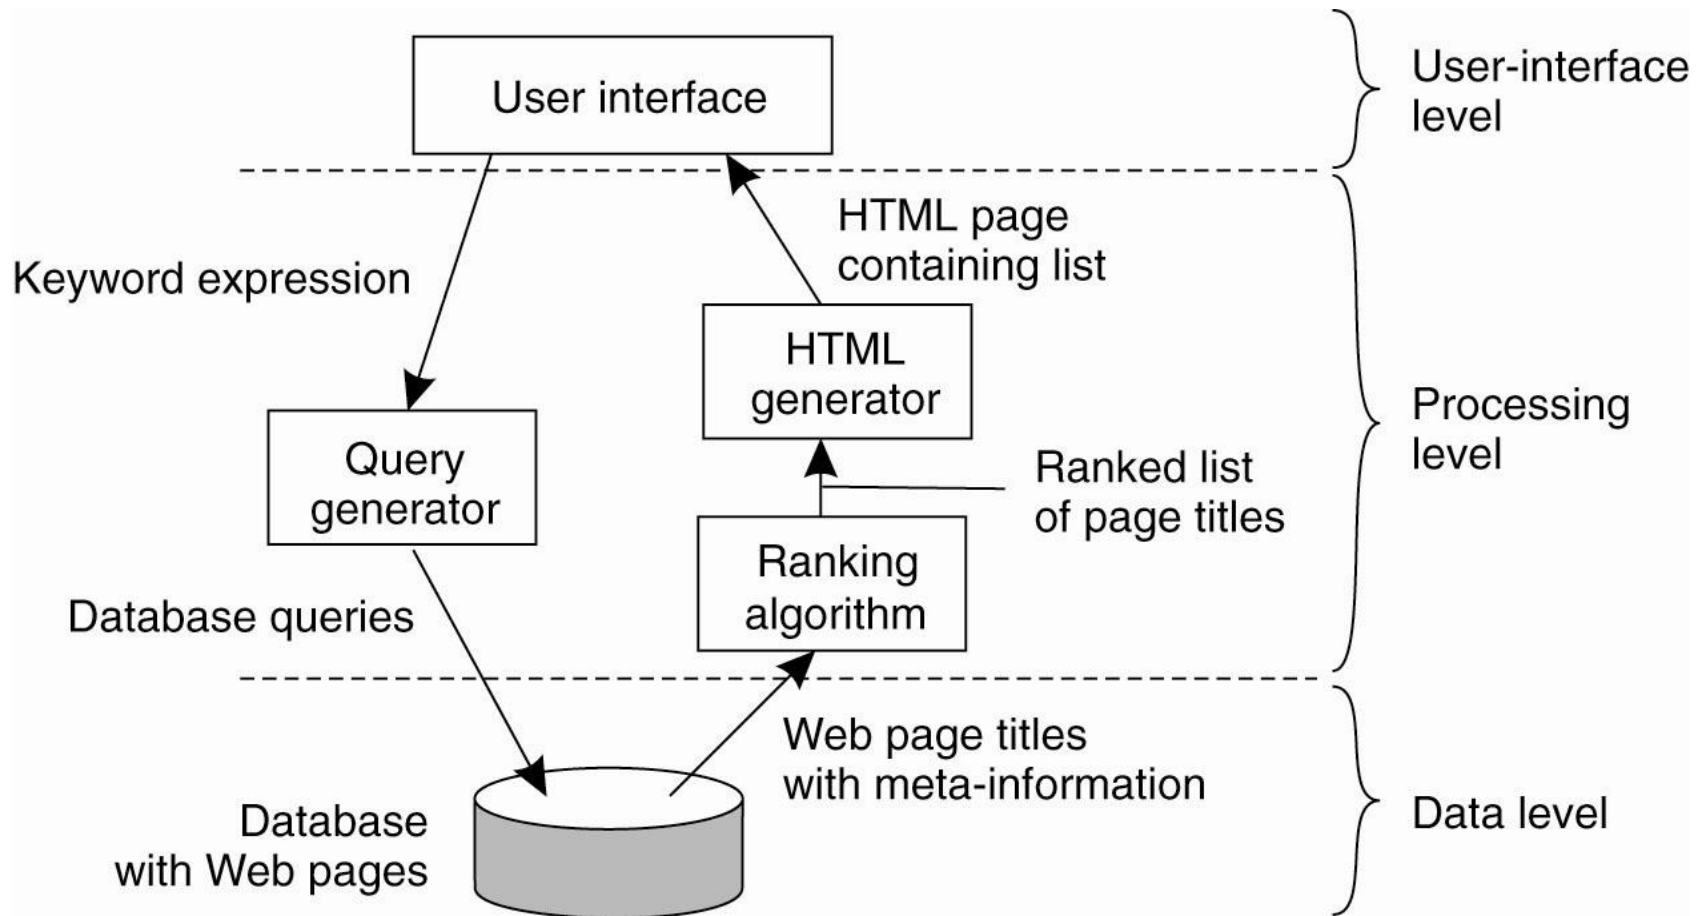 User interface
User-interface
level
Keyword expression
HTML page
containing list
HTML
generator
Processing
level
Query
generator
Ranked list
of page titles
Ranking
algorithm
Database queries
Web page titles
with meta-information
Database
with Web pages
Data level